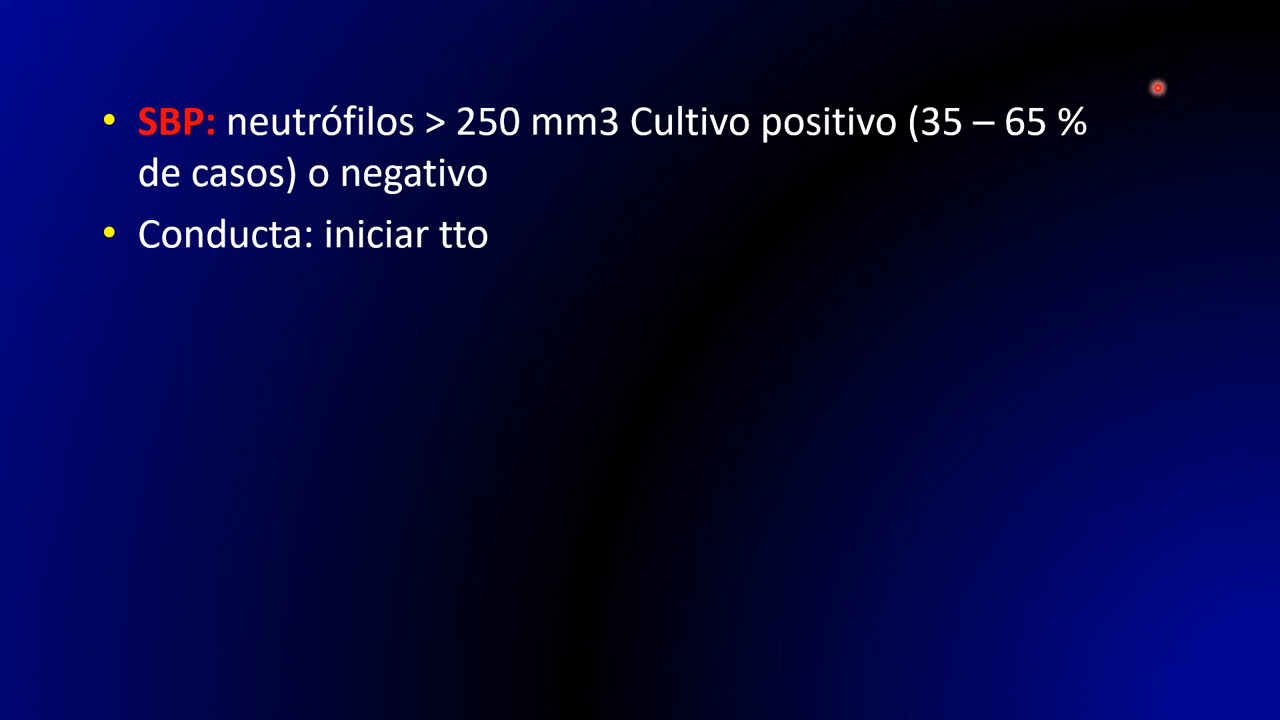 • SBP: neutrófilos > 250 mm3 Cultivo positivo (35 – 65 %
de casos) o negativo
• Conducta: iniciar tto